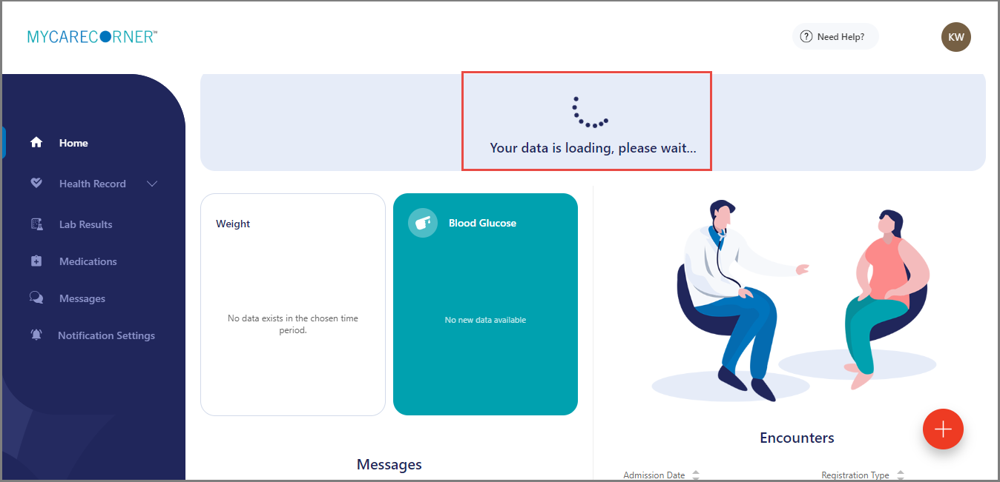 MYCARECORNER™
Need Help?
KW
Your data is loading, please wait...
Home
Health Record
Lab Results
Medications
Messages
Notification Settings
Weight
No data exists in the chosen time
period.
Blood Glucose
No new data available
Messages
Encounters
Admission Date
Registration Type